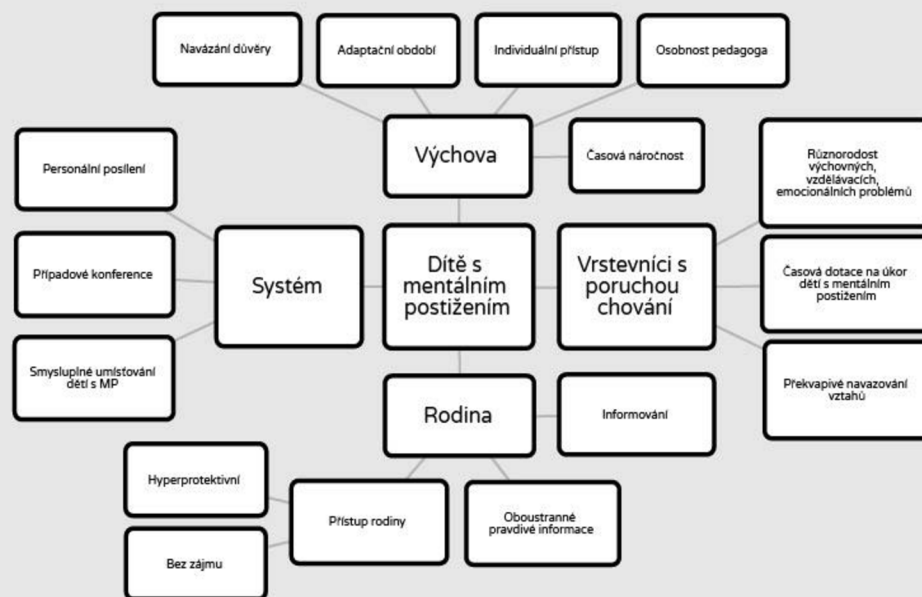 Navázání důvěry
Adaptační období
Individuální přístup
Osobnost pedagoga
Výchova
Časová náročnost
Personální posílení
Různorodost
výchovných,
vzdělávacích,
emocionálních problémů
Případové konference
Systém
Dítě s
mentálním
postižením
Vrstevníci s
poruchou
chování
Časová dotace na úkor
dětí s mentálním
postižením
Smysluplné umísťování
dětí s MP
Překvapivé navazování
vztahů
Rodina
Informování
Hyperprotektivní
Přístup rodiny
Oboustranné
pravdivé informace
Bez zájmu